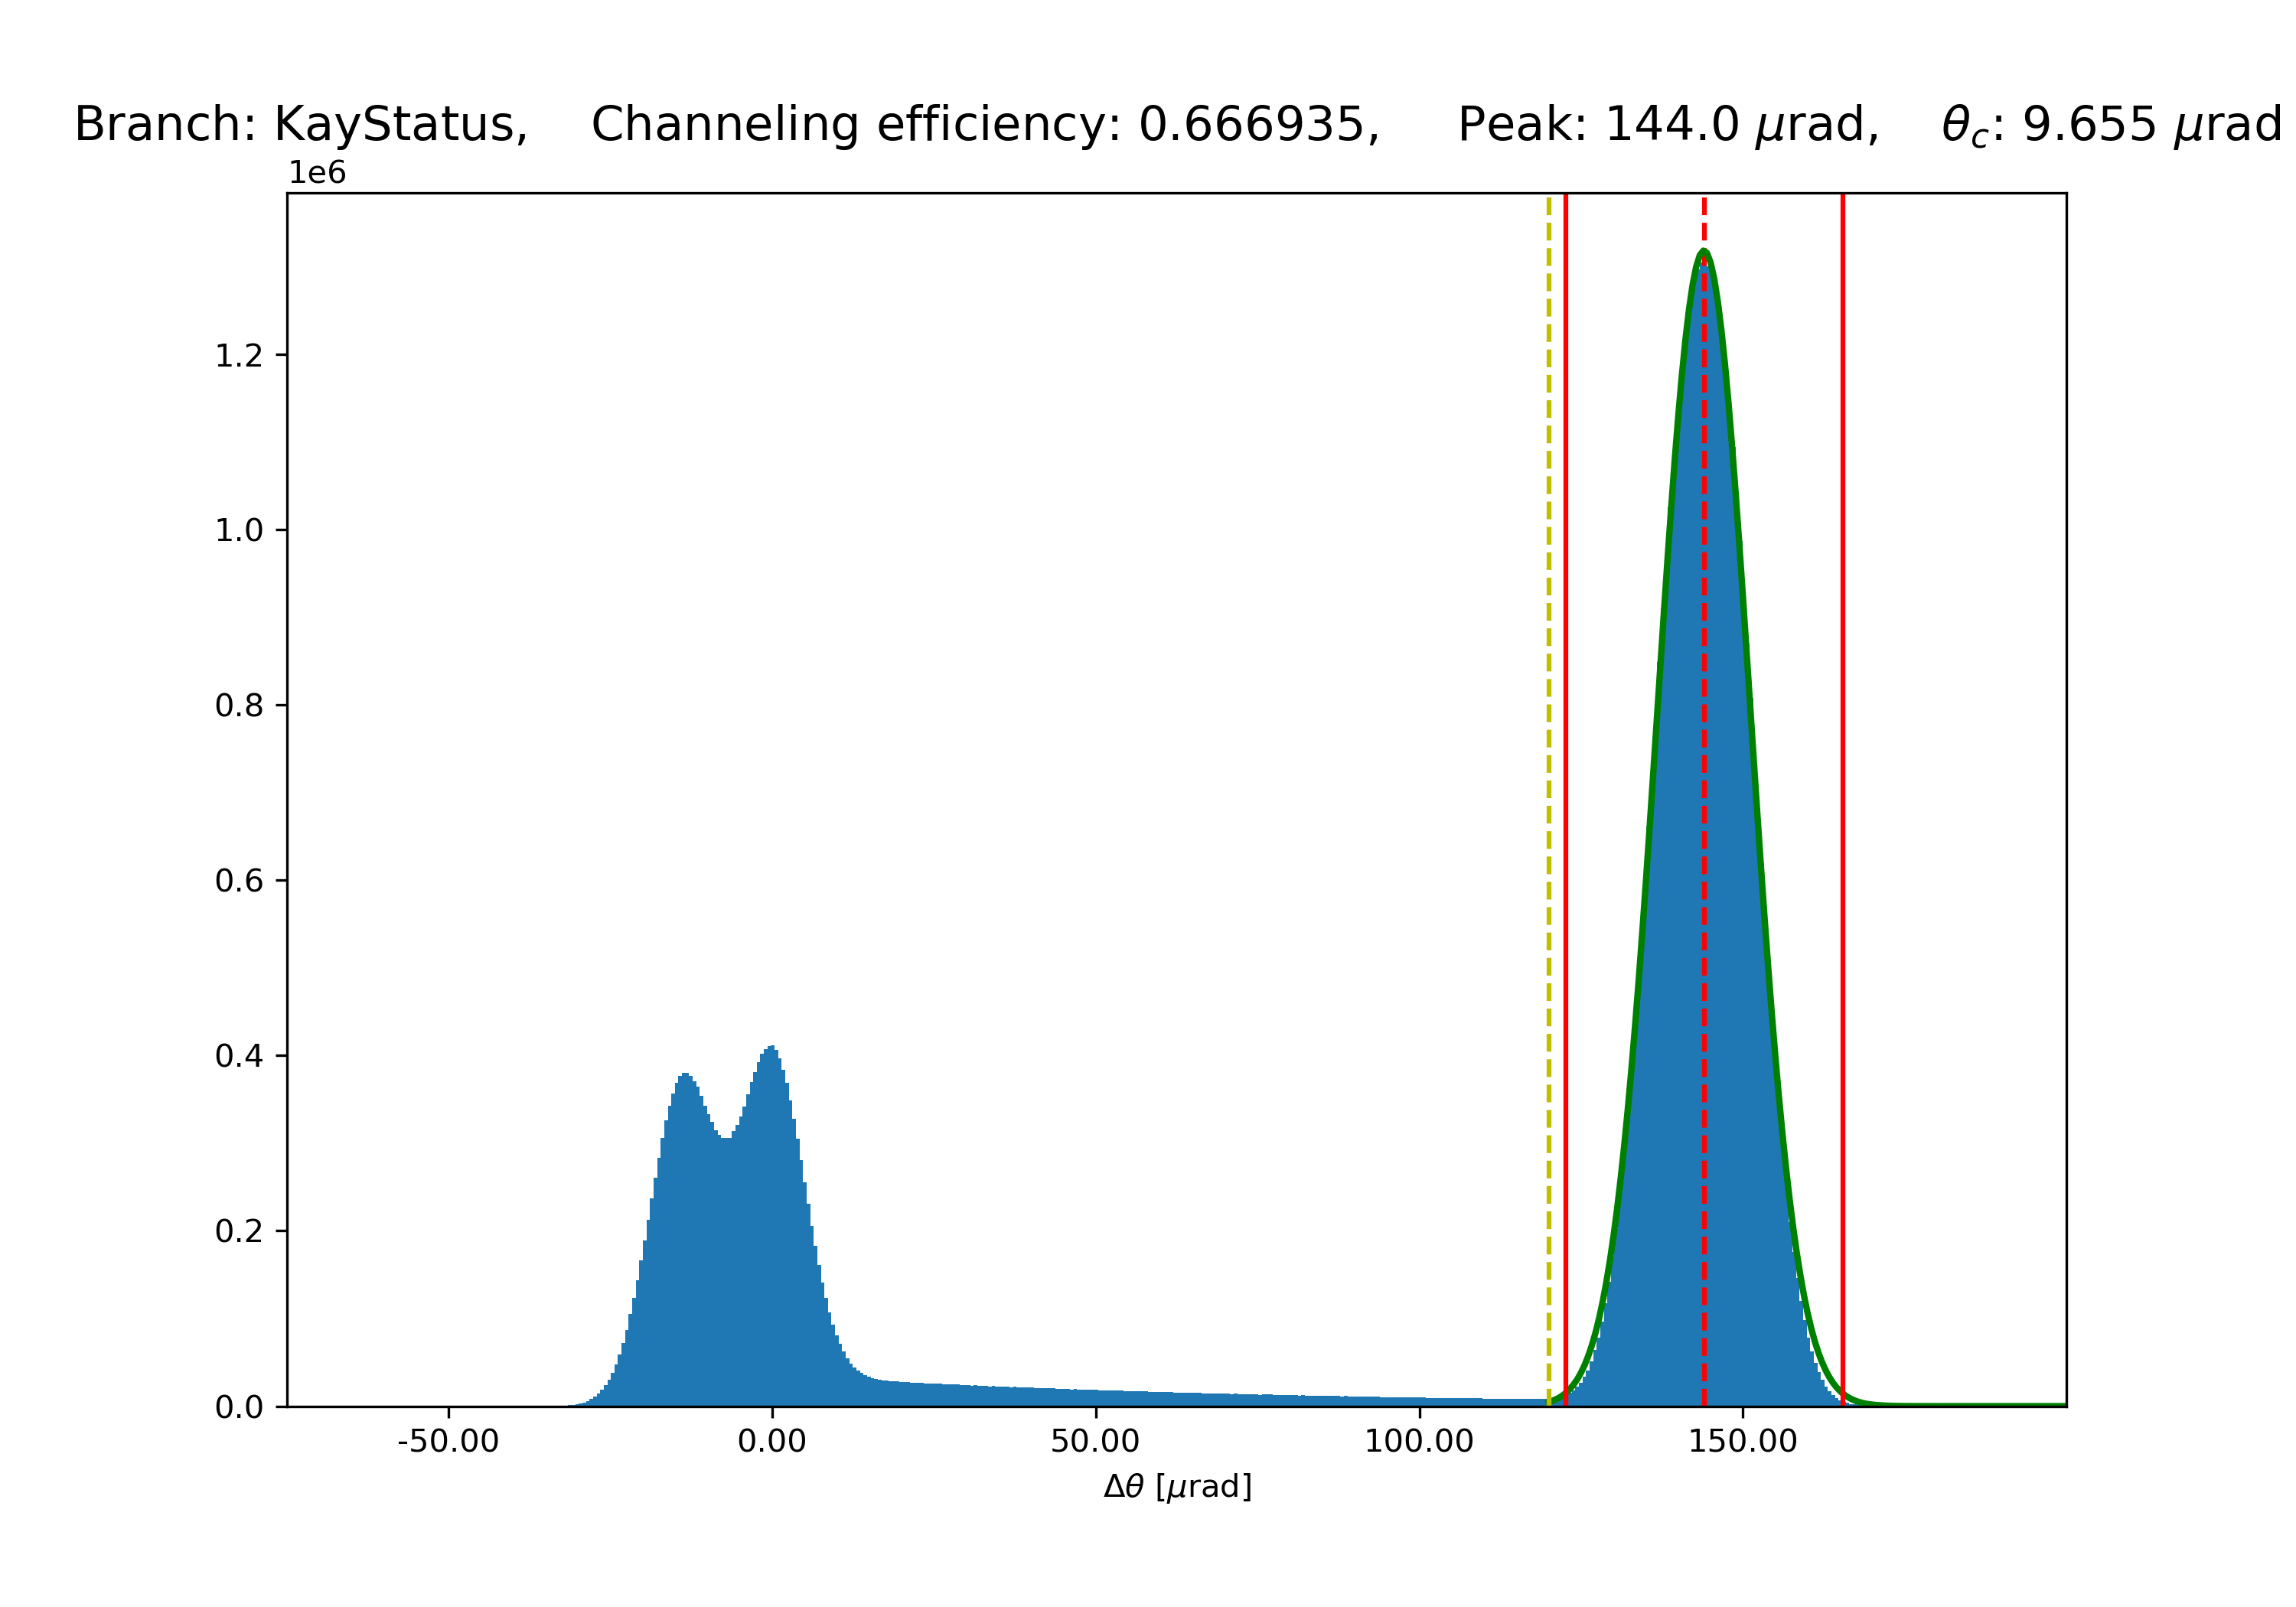 Branch: KayStatus, Channeling efficiency: 0.666935, Peak: 144.0 μrad, θc: 9.655 μrad
1e6
1.2
1.0
0.8
0.6
0.4
0.2
0.0
-50.00 0.00 50.00 100.00 150.00
Δθ [μrad]